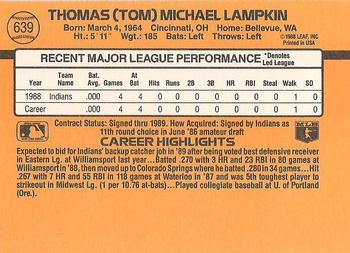 639
THOMAS (TOM) MICHAEL LAMPKIN
Born: March 4, 1964 Cincinnati, OH Home: Bellevue, WA
Ht: 5' 11" Wgt: 185 Bats: Left Throws: Left
© 1988 LEAF, INC
Printed in USA
RECENT MAJOR LEAGUE PERFORMANCE *Denotes Led League
Year Team Name Bat. Avg. G AB R Hits 2B 3B HR RBI Steal Walk SO
1988 Indians .000 4 4 0 0 0 0 0 0 0 1 0
Career .000 4 4 0 0 0 0 0 0 0 1 0
Contract Status: Signed thru 1989. How Acquired: Signed by Indians as
11th round choice in June '86 amateur draft
CAREER HIGHLIGHTS
MLB
Expected to bid for Indians' backup catcher job in '89 after being voted best defensive receiver
in Eastern Lg. at Williamsport last year...Batted .270 with 3 HR and 23 RBI in 80 games
at Williamsport in '88, then moved up to Colorado Springs where he batted .280 in 34 games...Hit
.267 with 7 HR and 55 RBI in 118 games at Waterloo in '87 and was 5th toughest player to
strikeout in Midwest Lg. (1 per 10.76 at-bats)...Played collegiate baseball at U. of Portland
(Ore.).